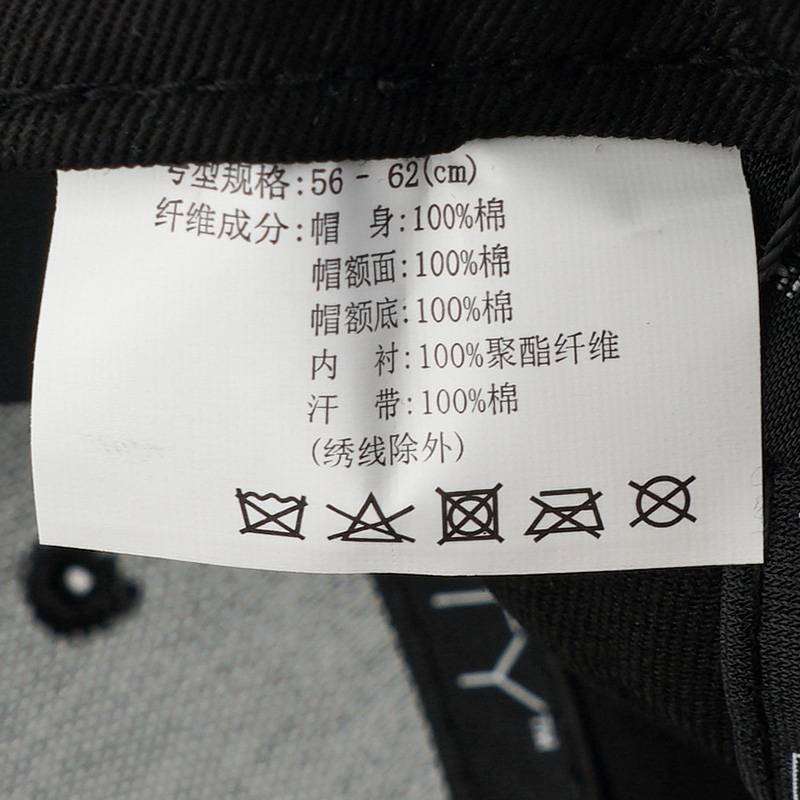 号型规格:56 - 62(cm)
纤维成分:帽 身:100%棉
帽额面:100%棉
帽额底:100%棉
内 衬:100%聚酯纤维
汗 带:100%棉
(绣线除外)
TY™